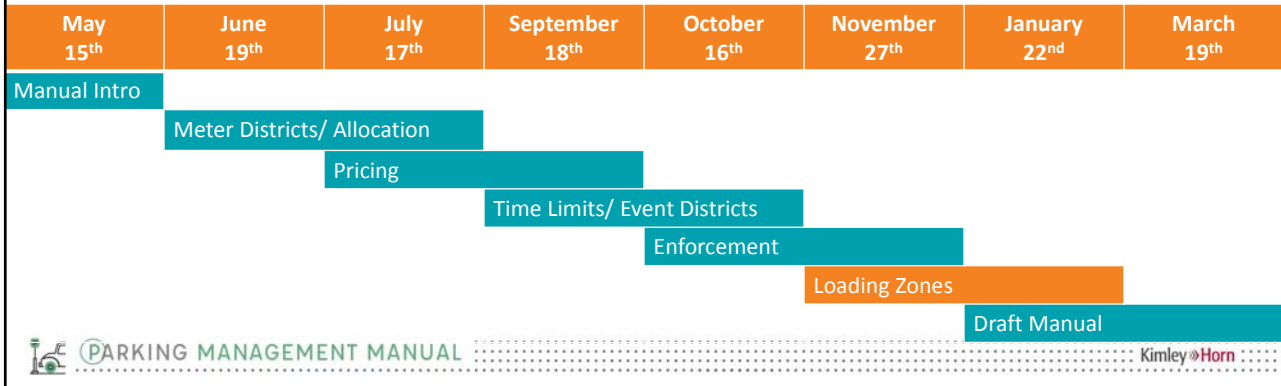 May June July September October November January March
15th 19th 17th 18th 16th 27th 22nd 19th
Manual Intro
Meter Districts/ Allocation
Pricing
Time Limits/ Event Districts
Enforcement
Loading Zones
Draft Manual
PARKING MANAGEMENT MANUAL Kimley»Horn